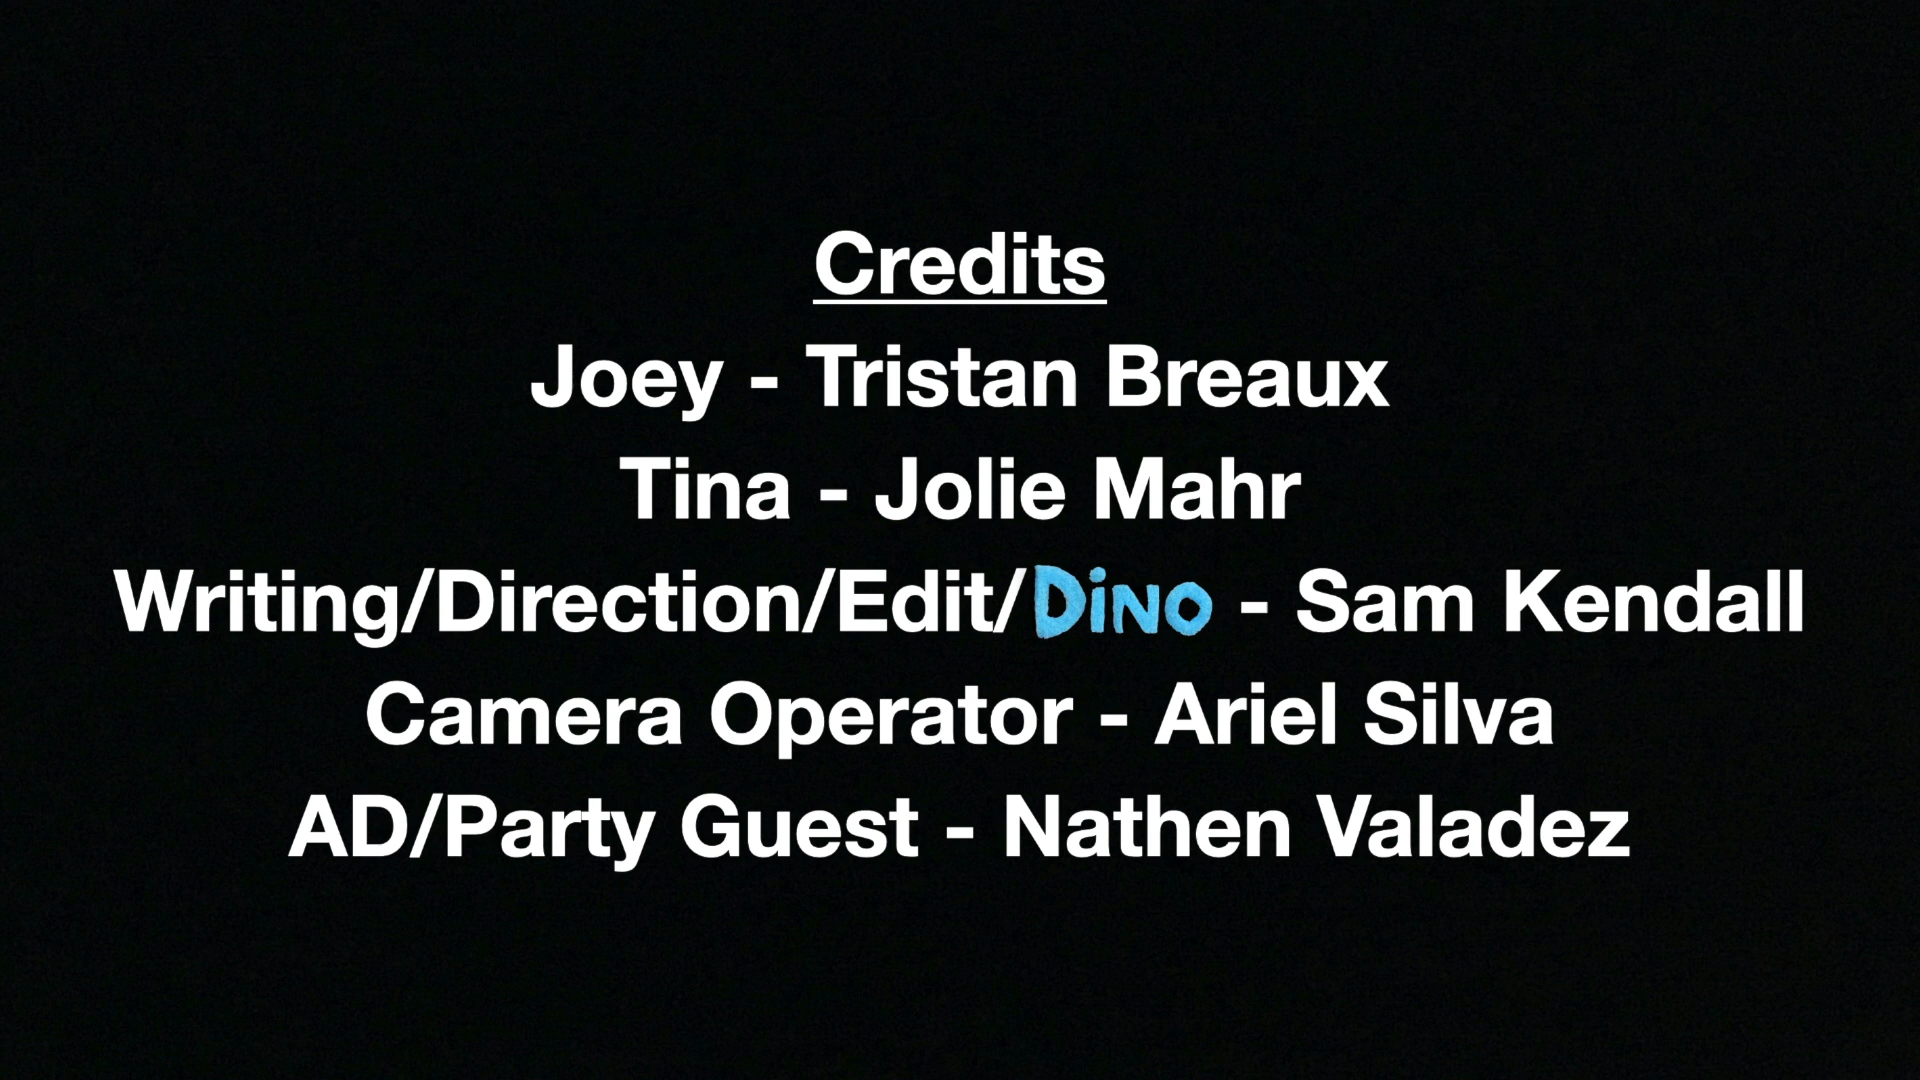 Credits
Joey - Tristan Breaux
Tina - Jolie Mahr
Writing/Direction/Edit/DiNO - Sam Kendall
Camera Operator - Ariel Silva
AD/Party Guest - Nathen Valadez